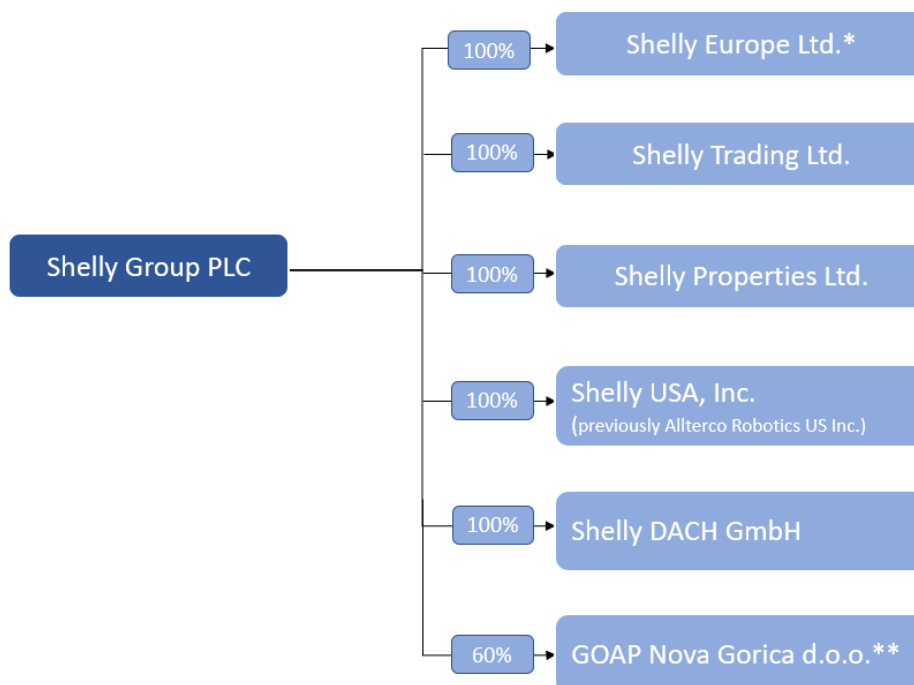 100%
Shelly Europe Ltd.*
100%
Shelly Trading Ltd.
Shelly Group PLC
100%
Shelly Properties Ltd.
100%
Shelly USA, Inc.
(previously Allterco Robotics US Inc.)
100%
Shelly DACH GmbH
60%
GOAP Nova Gorica d.o.o.**